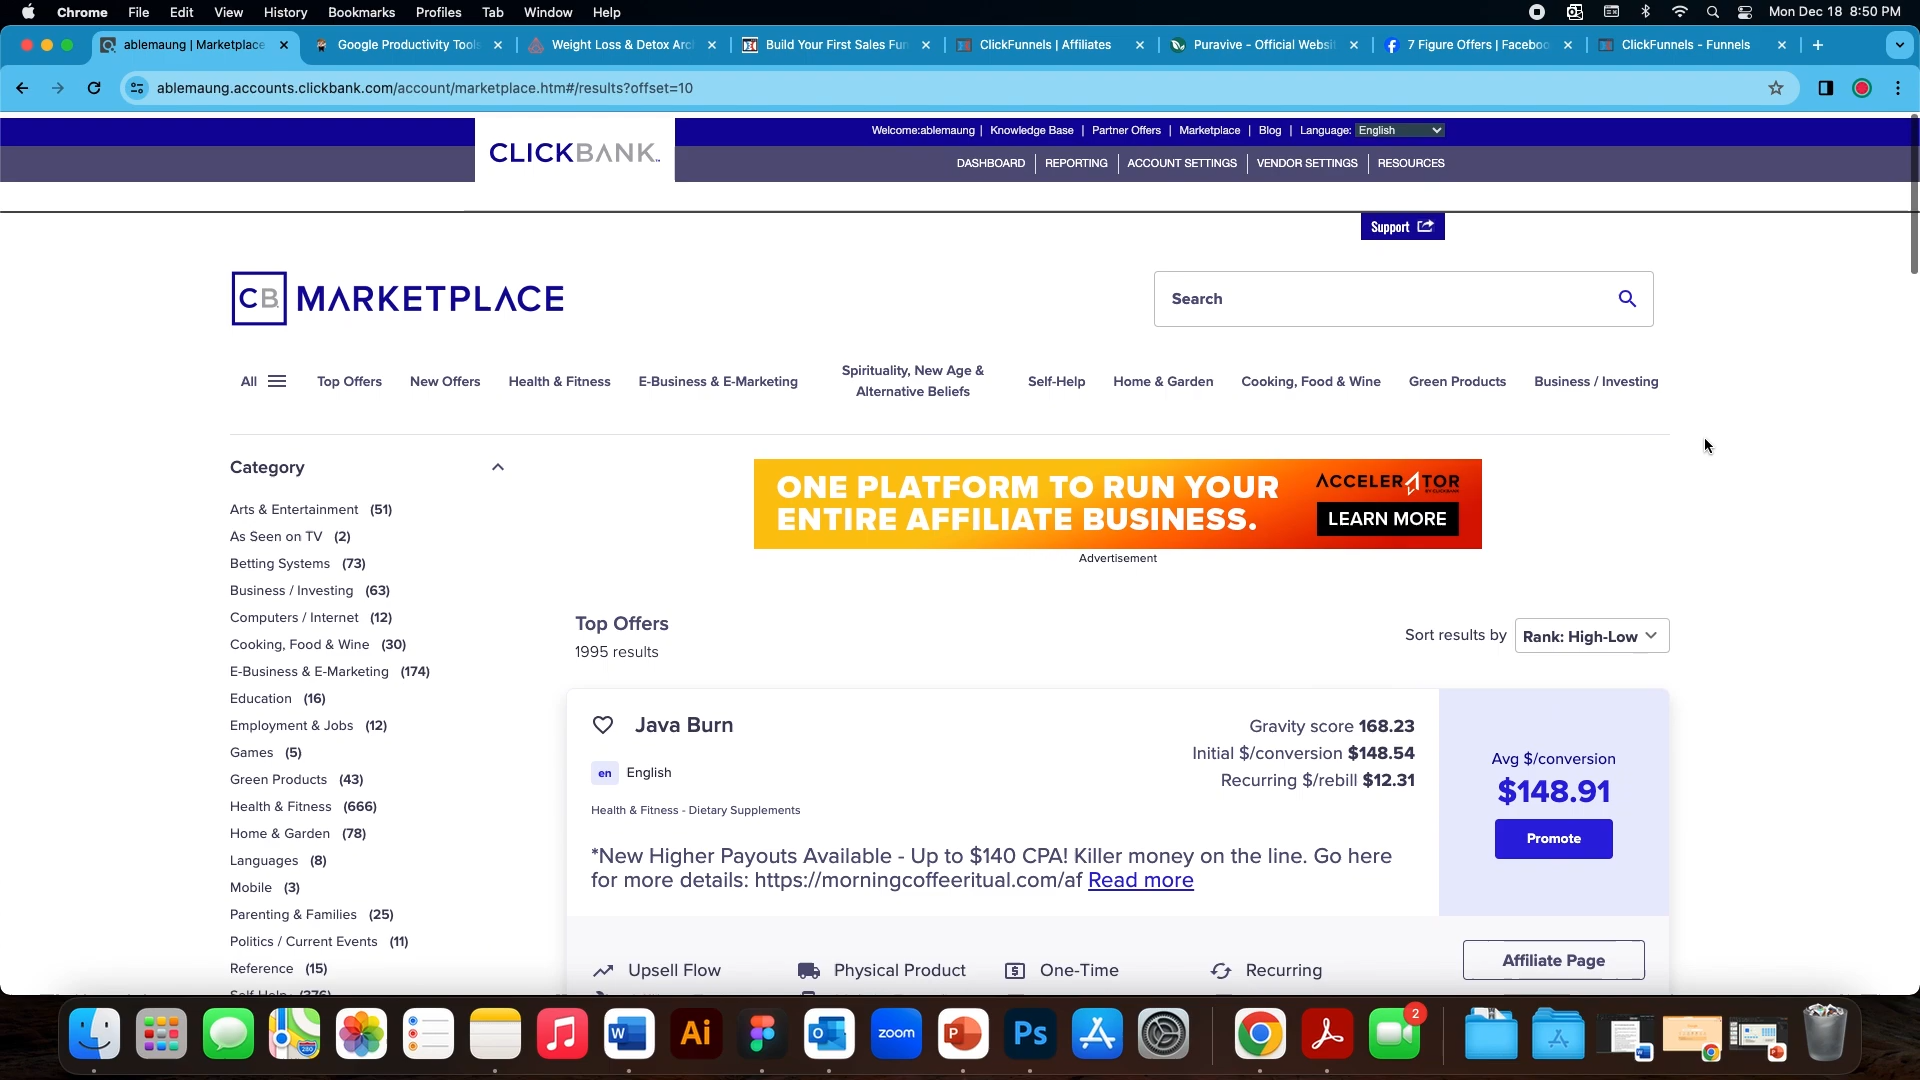 Chrome File Edit View History Bookmarks Profiles Tab Window Help Mon Dec 18 8:50 PM
ablemaung | Marketplace Google Productivity Tools Weight Loss & Detox Arc Build Your First Sales Fun ClickFunnels | Affiliates Puravive - Official Websi 7 Figure Offers | Faceboo ClickFunnels - Funnels
ablemaung.accounts.clickbank.com/account/marketplace.htm#/results?offset=10
Welcome:ablemaung | Knowledge Base | Partner Offers | Marketplace | Blog | Language: English
CLICKBANK™
DASHBOARD REPORTING ACCOUNT SETTINGS VENDOR SETTINGS RESOURCES
Support
CB MARKETPLACE
Search
All Top Offers New Offers Health & Fitness E-Business & E-Marketing Spirituality, New Age &
Alternative Beliefs Self-Help Home & Garden Cooking, Food & Wine Green Products Business / Investing
Category
Arts & Entertainment (51)
As Seen on TV (2)
Betting Systems (73)
Business / Investing (63)
Computers / Internet (12)
Cooking, Food & Wine (30)
E-Business & E-Marketing (174)
Education (16)
Employment & Jobs (12)
Games (5)
Green Products (43)
Health & Fitness (666)
Home & Garden (78)
Languages (8)
Mobile (3)
Parenting & Families (25)
Politics / Current Events (11)
Reference (15)
Self-Help (376)
ONE PLATFORM TO RUN YOUR
ENTIRE AFFILIATE BUSINESS.
ACCELERATOR
BY CLICKBANK
LEARN MORE
Advertisement
Top Offers
1995 results
Sort results by Rank: High-Low
Java Burn
en English
Health & Fitness - Dietary Supplements
Gravity score 168.23
Initial $/conversion $148.54
Recurring $/rebill $12.31
*New Higher Payouts Available - Up to $140 CPA! Killer money on the line. Go here
for more details: https://morningcoffeeritual.com/af Read more
Avg $/conversion
$148.91
Promote
Upsell Flow Physical Product One-Time Recurring
Affiliate Page
W Ai zoom P Ps 2
280